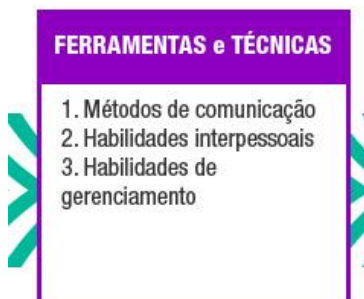 FERRAMENTAS e TÉCNICAS
1. Métodos de comunicação
2. Habilidades interpessoais
3. Habilidades de
gerenciamento